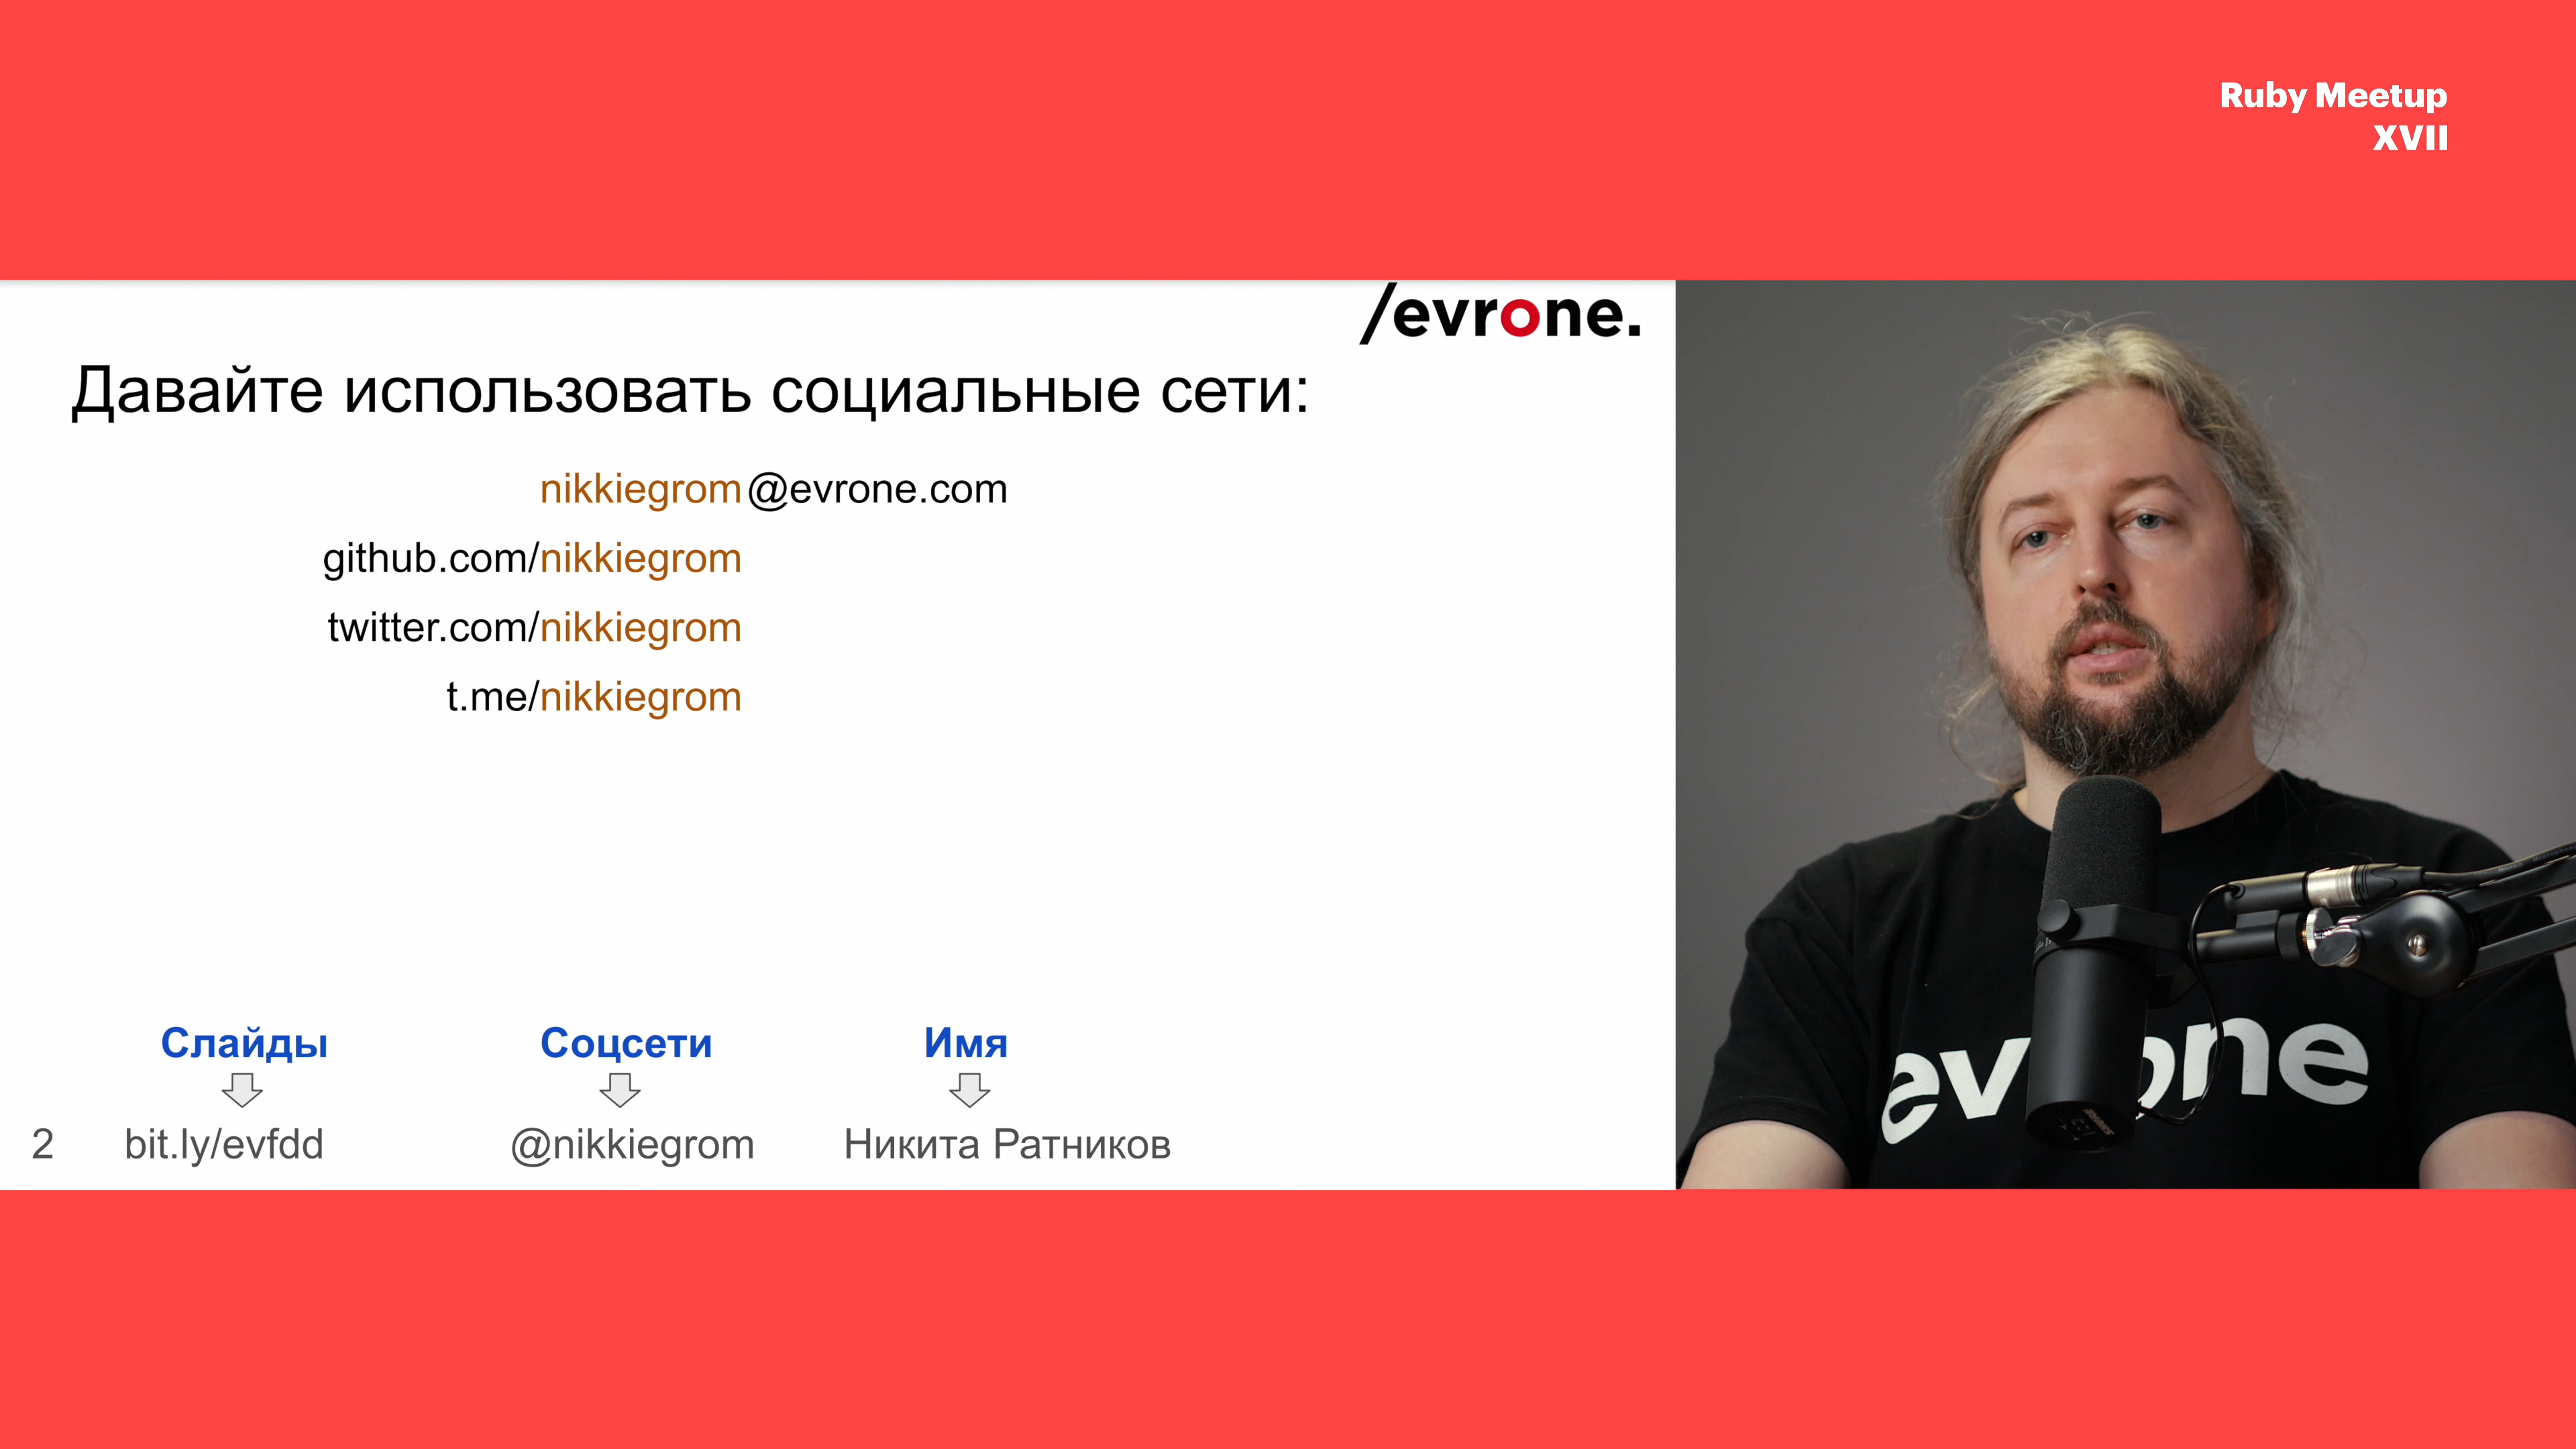 Ruby Meetup
XVII
/evrone.
Давайте использовать социальные сети:
nikkiegrom@evrone.com
github.com/nikkiegrom
twitter.com/nikkiegrom
t.me/nikkiegrom
Слайды Соцсети Имя
2 bit.ly/evfdd @nikkiegrom Никита Ратников